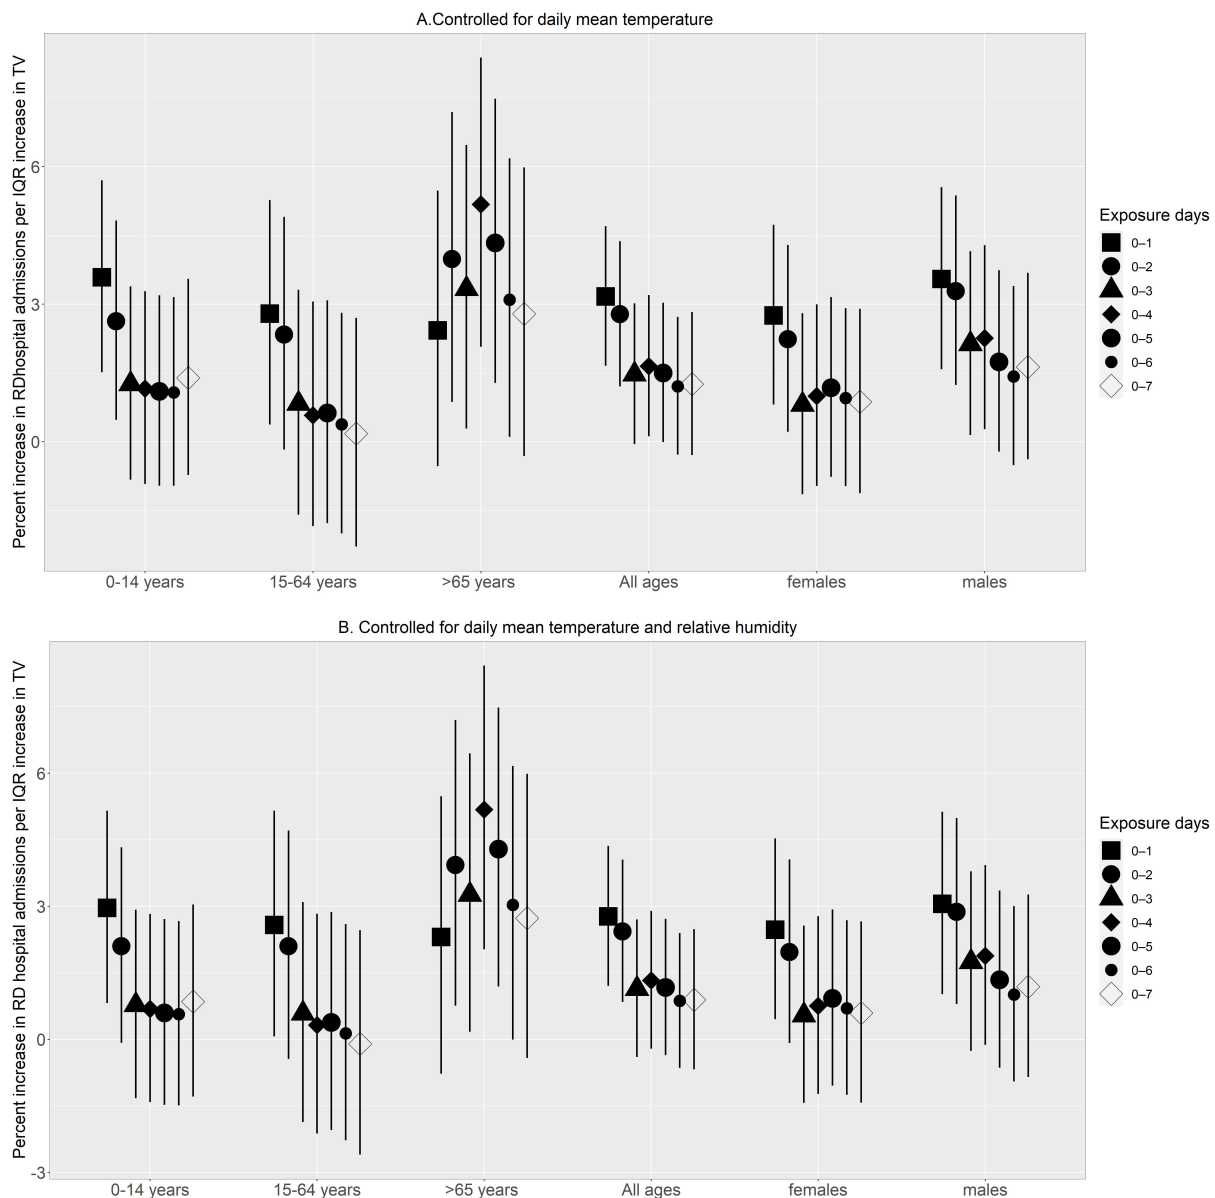 A.Controlled for daily mean temperature
Percent increase in RDhospital admissions per IQR increase in TV
6
3
0
0-14 years
15-64 years
>65 years
All ages
females
males
Exposure days
0–1
0–2
0–3
0–4
0–5
0–6
0–7
B. Controlled for daily mean temperature and relative humidity
Percent increase in RD hospital admissions per IQR increase in TV
6
3
0
-3
0-14 years
15-64 years
>65 years
All ages
females
males
Exposure days
0–1
0–2
0–3
0–4
0–5
0–6
0–7